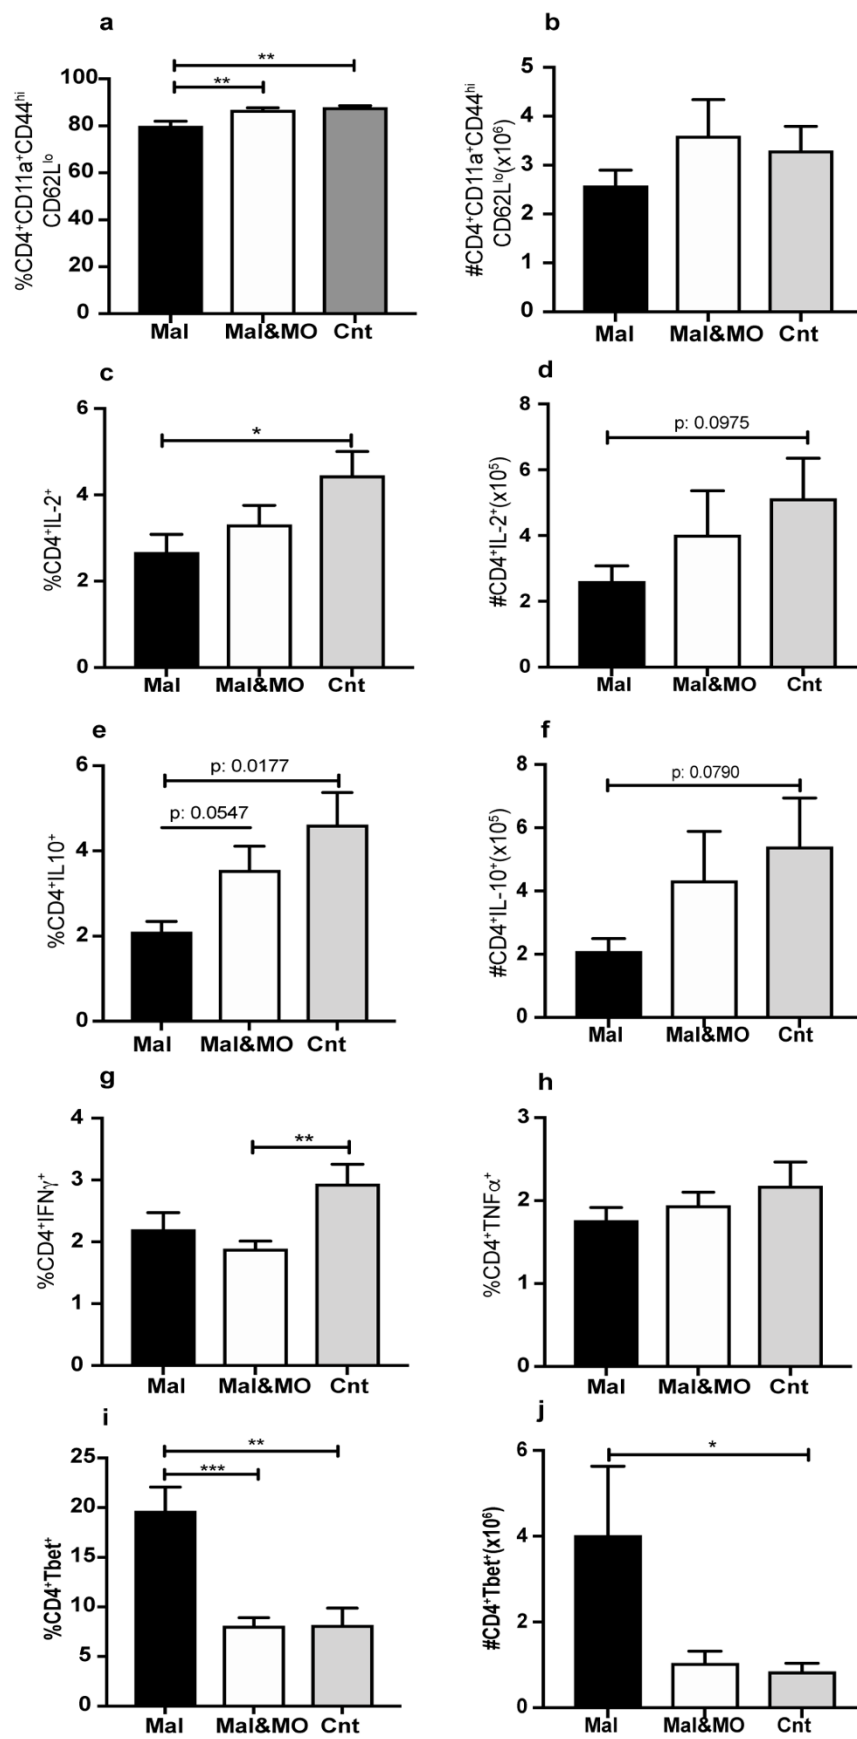 a
**
**
%CD4⁺CD11a⁺CD44ʰⁱ
CD62Lˡᵒ
100
80
60
40
20
0
Mal Mal&MO Cnt
b
#CD4⁺CD11a⁺CD44ʰⁱ
CD62Lˡᵒ(x10⁶)
5
4
3
2
1
0
Mal Mal&MO Cnt
c
*
%CD4⁺IL-2⁺
6
4
2
0
Mal Mal&MO Cnt
d
p: 0.0975
#CD4⁺IL-2⁺(x10⁵)
8
6
4
2
0
Mal Mal&MO Cnt
e
p: 0.0177
p: 0.0547
%CD4⁺IL10⁺
6
4
2
0
Mal Mal&MO Cnt
f
p: 0.0790
#CD4⁺IL-10⁺(x10⁵)
8
6
4
2
0
Mal Mal&MO Cnt
g
**
%CD4⁺IFNγ⁺
4
3
2
1
0
Mal Mal&MO Cnt
h
%CD4⁺TNFα⁺
3
2
1
0
Mal Mal&MO Cnt
i
**
***
%CD4⁺Tbet⁺
25
20
15
10
5
0
Mal Mal&MO Cnt
j
*
#CD4⁺Tbet⁺(x10⁶)
6
4
2
0
Mal Mal&MO Cnt